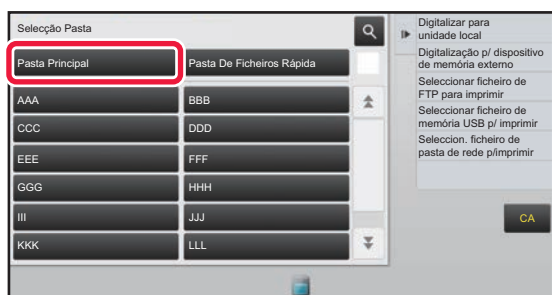 Selecção Pasta
Pasta Principal
Pasta De Ficheiros Rápida
AAA
BBB
CCC
DDD
EEE
FFF
GGG
HHH
III
JJJ
KKK
LLL
Digitalizar para
unidade local
Digitalização p/ dispositivo
de memória externo
Seleccionar ficheiro de
FTP para imprimir
Seleccionar ficheiro de
memória USB p/ imprimir
Seleccion. ficheiro de
pasta de rede p/imprimir
CA